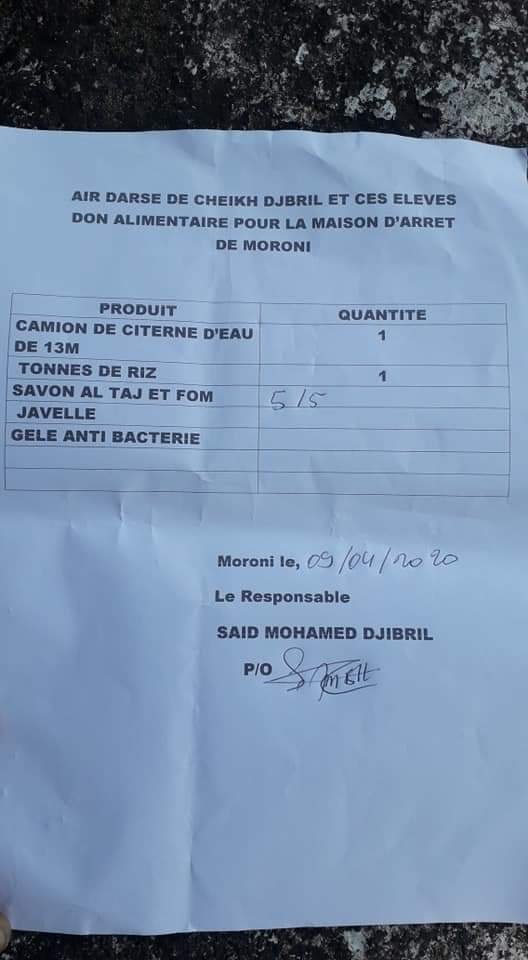 AIR DARSE DE CHEIKH DJBRIL ET CES ELEVES
DON ALIMENTAIRE POUR LA MAISON D'ARRET
DE MORONI
PRODUIT QUANTITE
CAMION DE CITERNE D'EAU 1
DE 13M
TONNES DE RIZ 1
SAVON AL TAJ ET FOM 5/5
JAVELLE
GELE ANTI BACTERIE
Moroni le, 09/04/2020
Le Responsable
SAID MOHAMED DJIBRIL
P/O